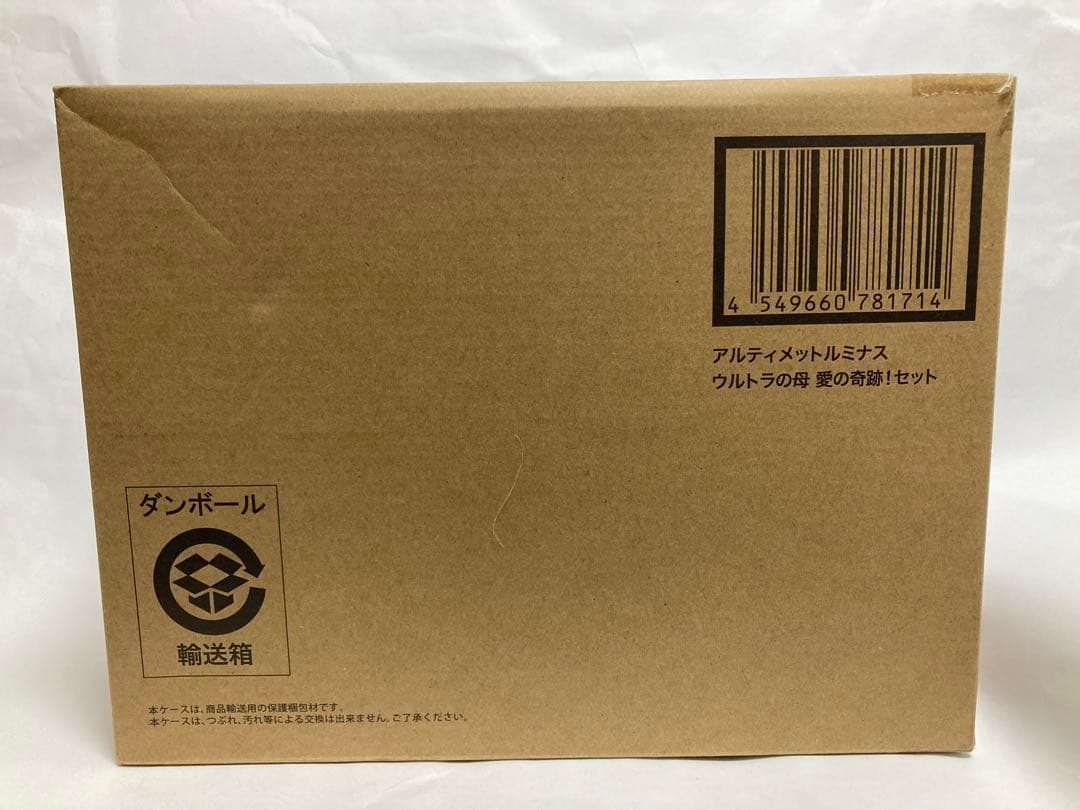 4 549660 781714
アルティメットルミナス
ウルトラの母 愛の奇跡!セット
ダンボール
輸送箱
本ケースは、商品輸送用の保護梱包材です。
本ケースは、つぶれ、汚れ等による交換は出来ません。ご了承ください。